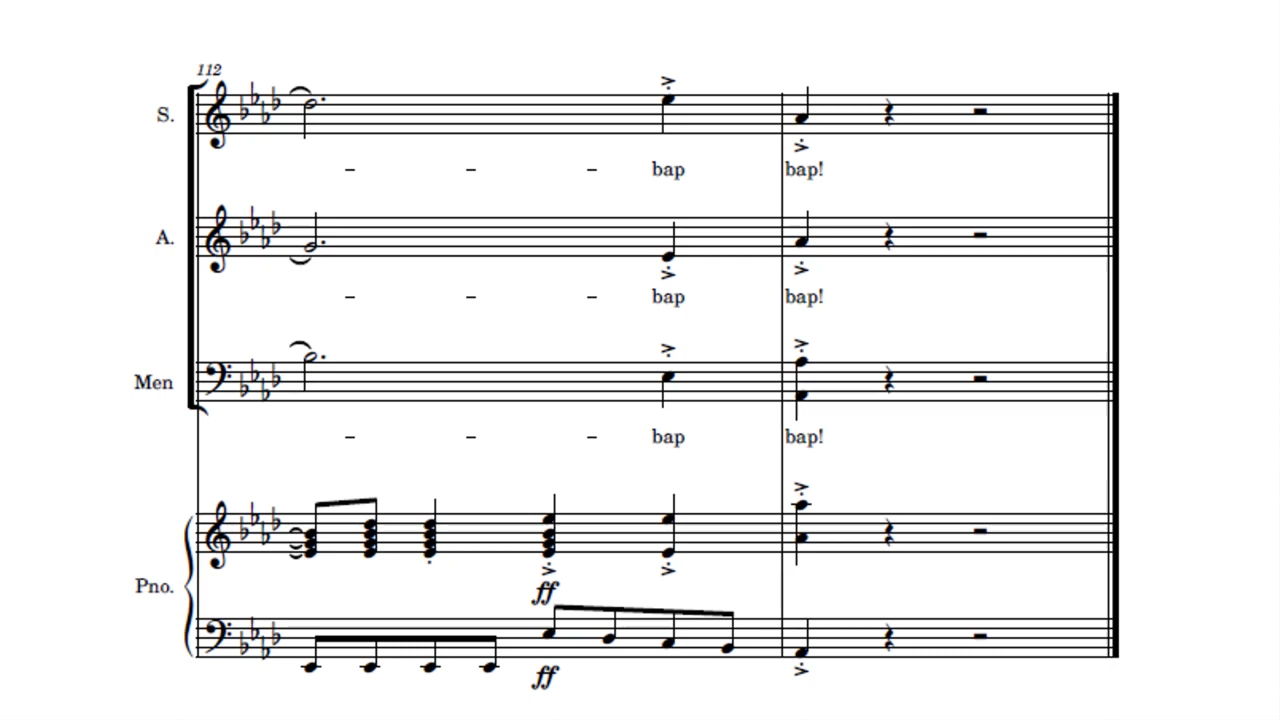 112
S.
– – – bap bap!
A.
– – – bap bap!
Men
– – – bap bap!
Pno.
ff
ff